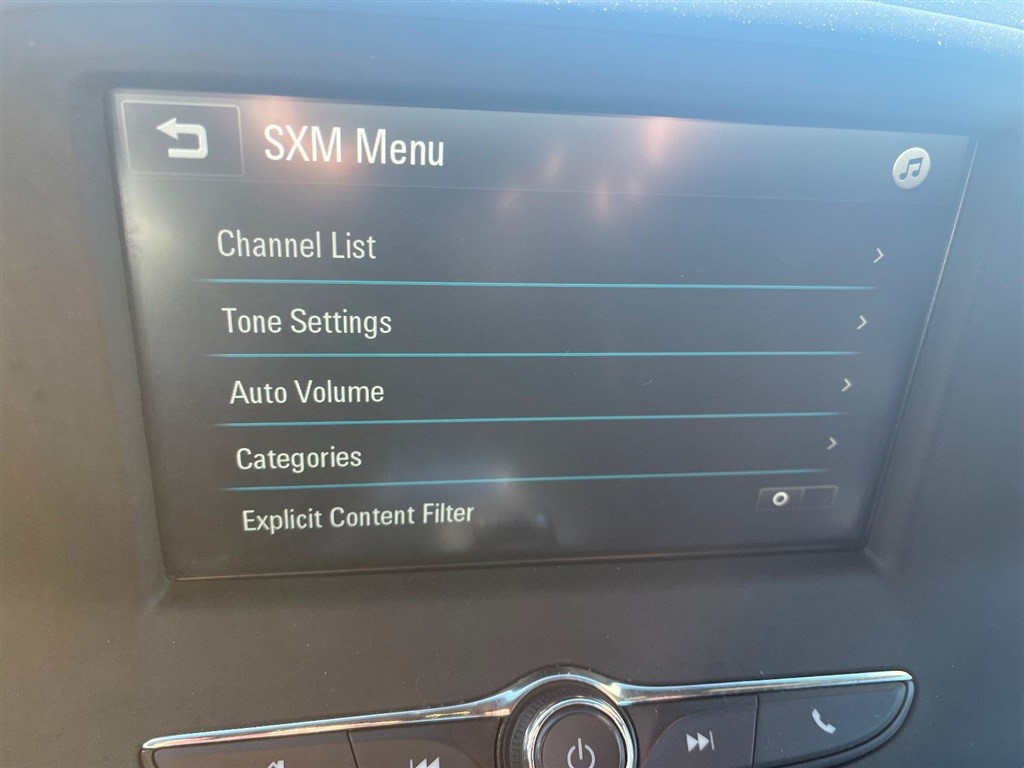 SXM Menu
Channel List
Tone Settings
Auto Volume
Categories
Explicit Content Filter